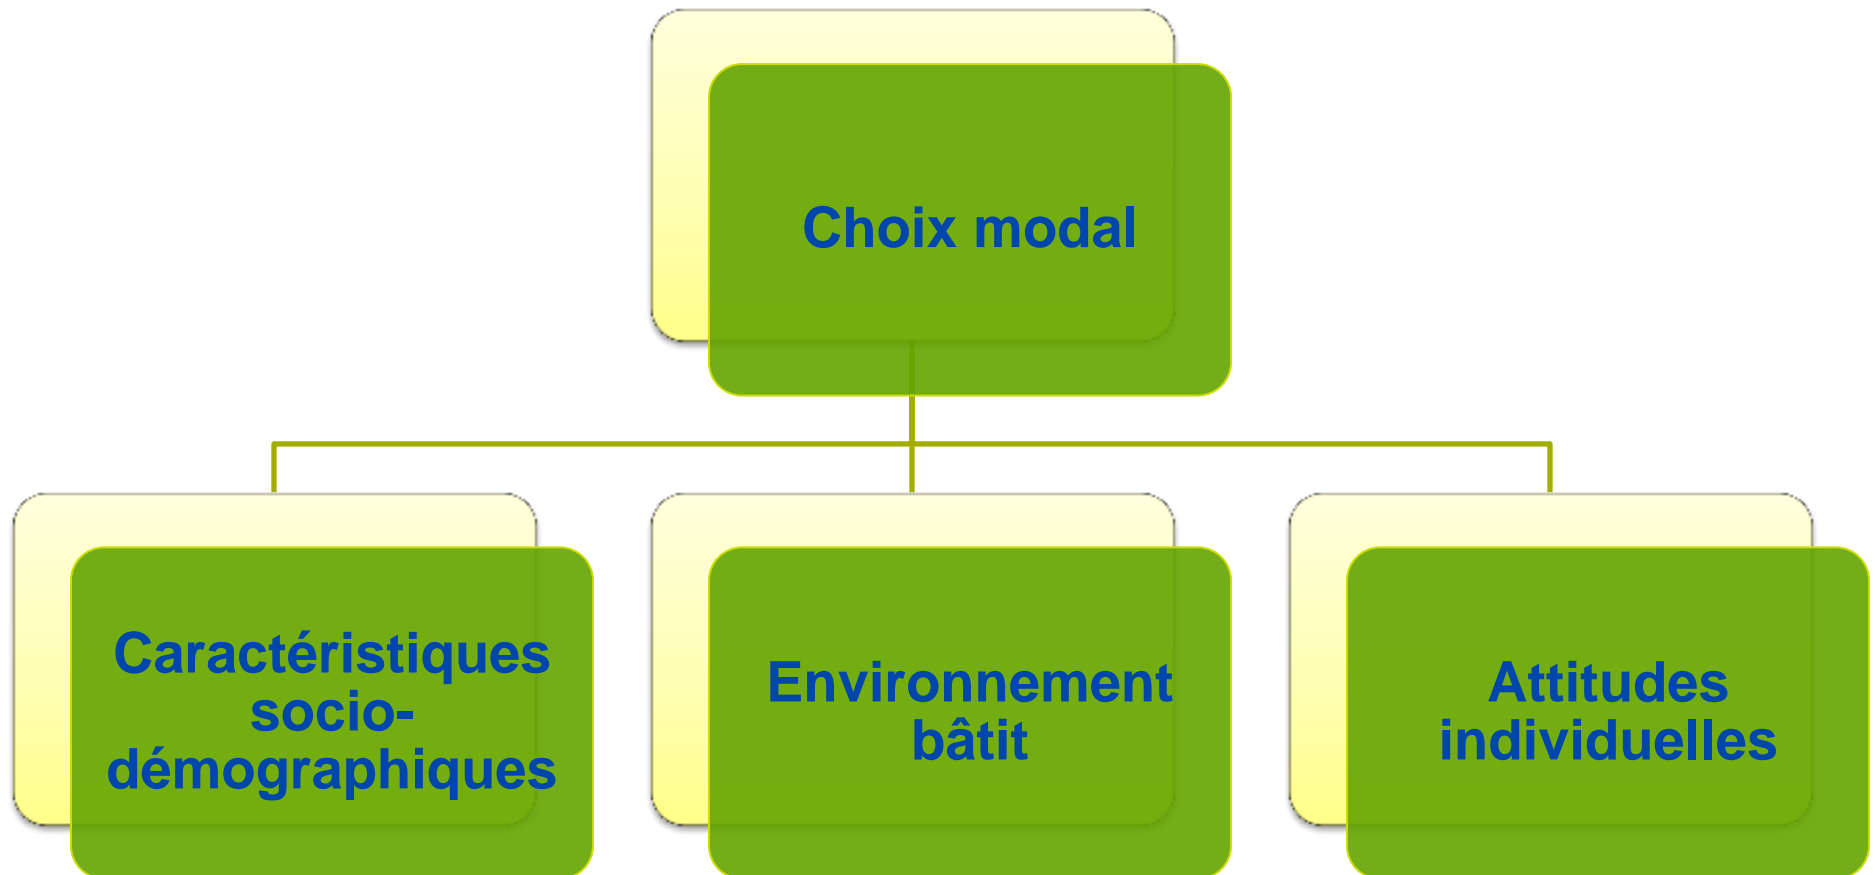 Choix modal
Caractéristiques
socio-
démographiques
Environnement
bâtit
Attitudes
individuelles